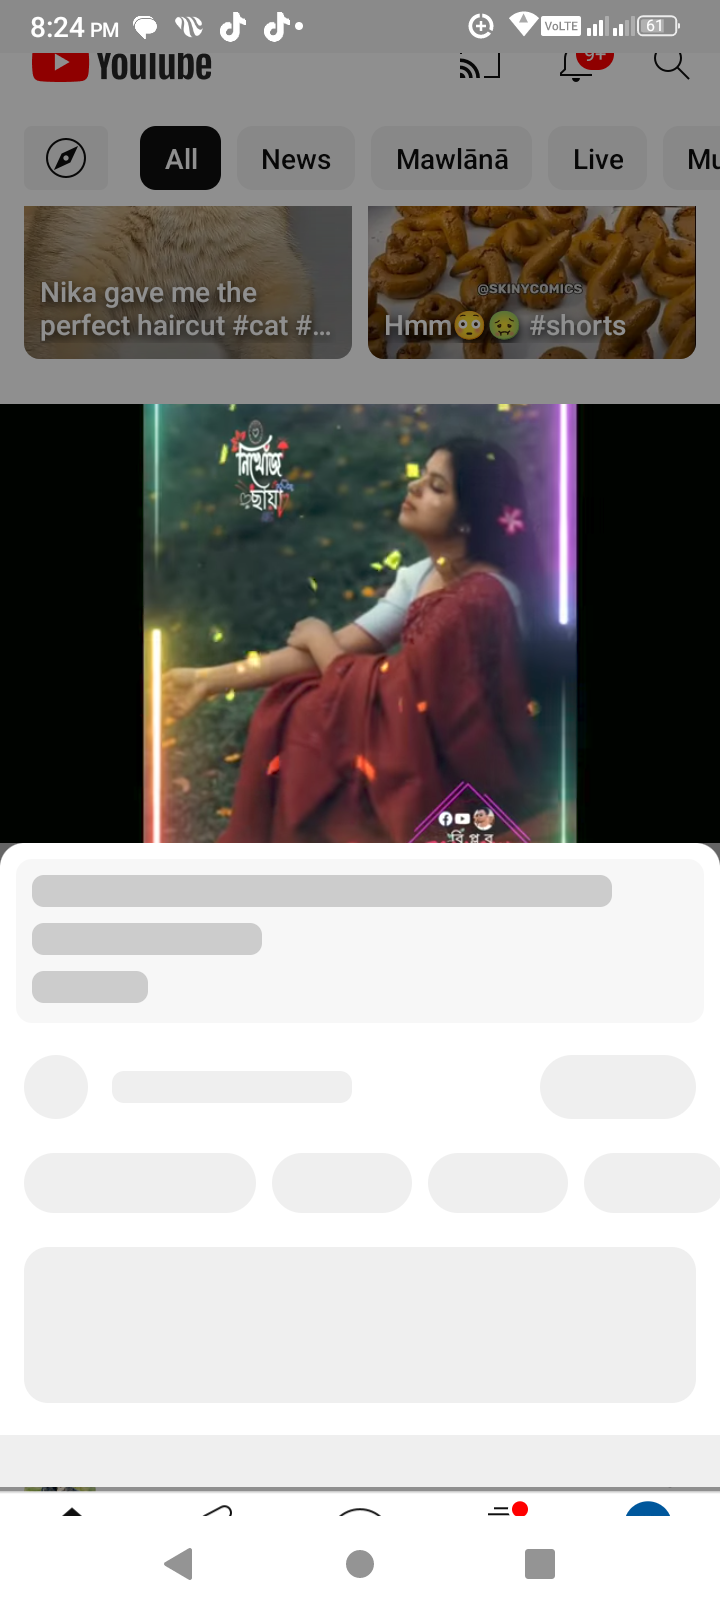 8:24 PM
VoLTE
61
YouTube
9+
All
News
Mawlānā
Live
Mu
Nika gave me the
perfect haircut #cat #...
@SKINYCOMICS
Hmm😳🤢 #shorts
নিখোঁজ
ছায়া
বিপ্লব